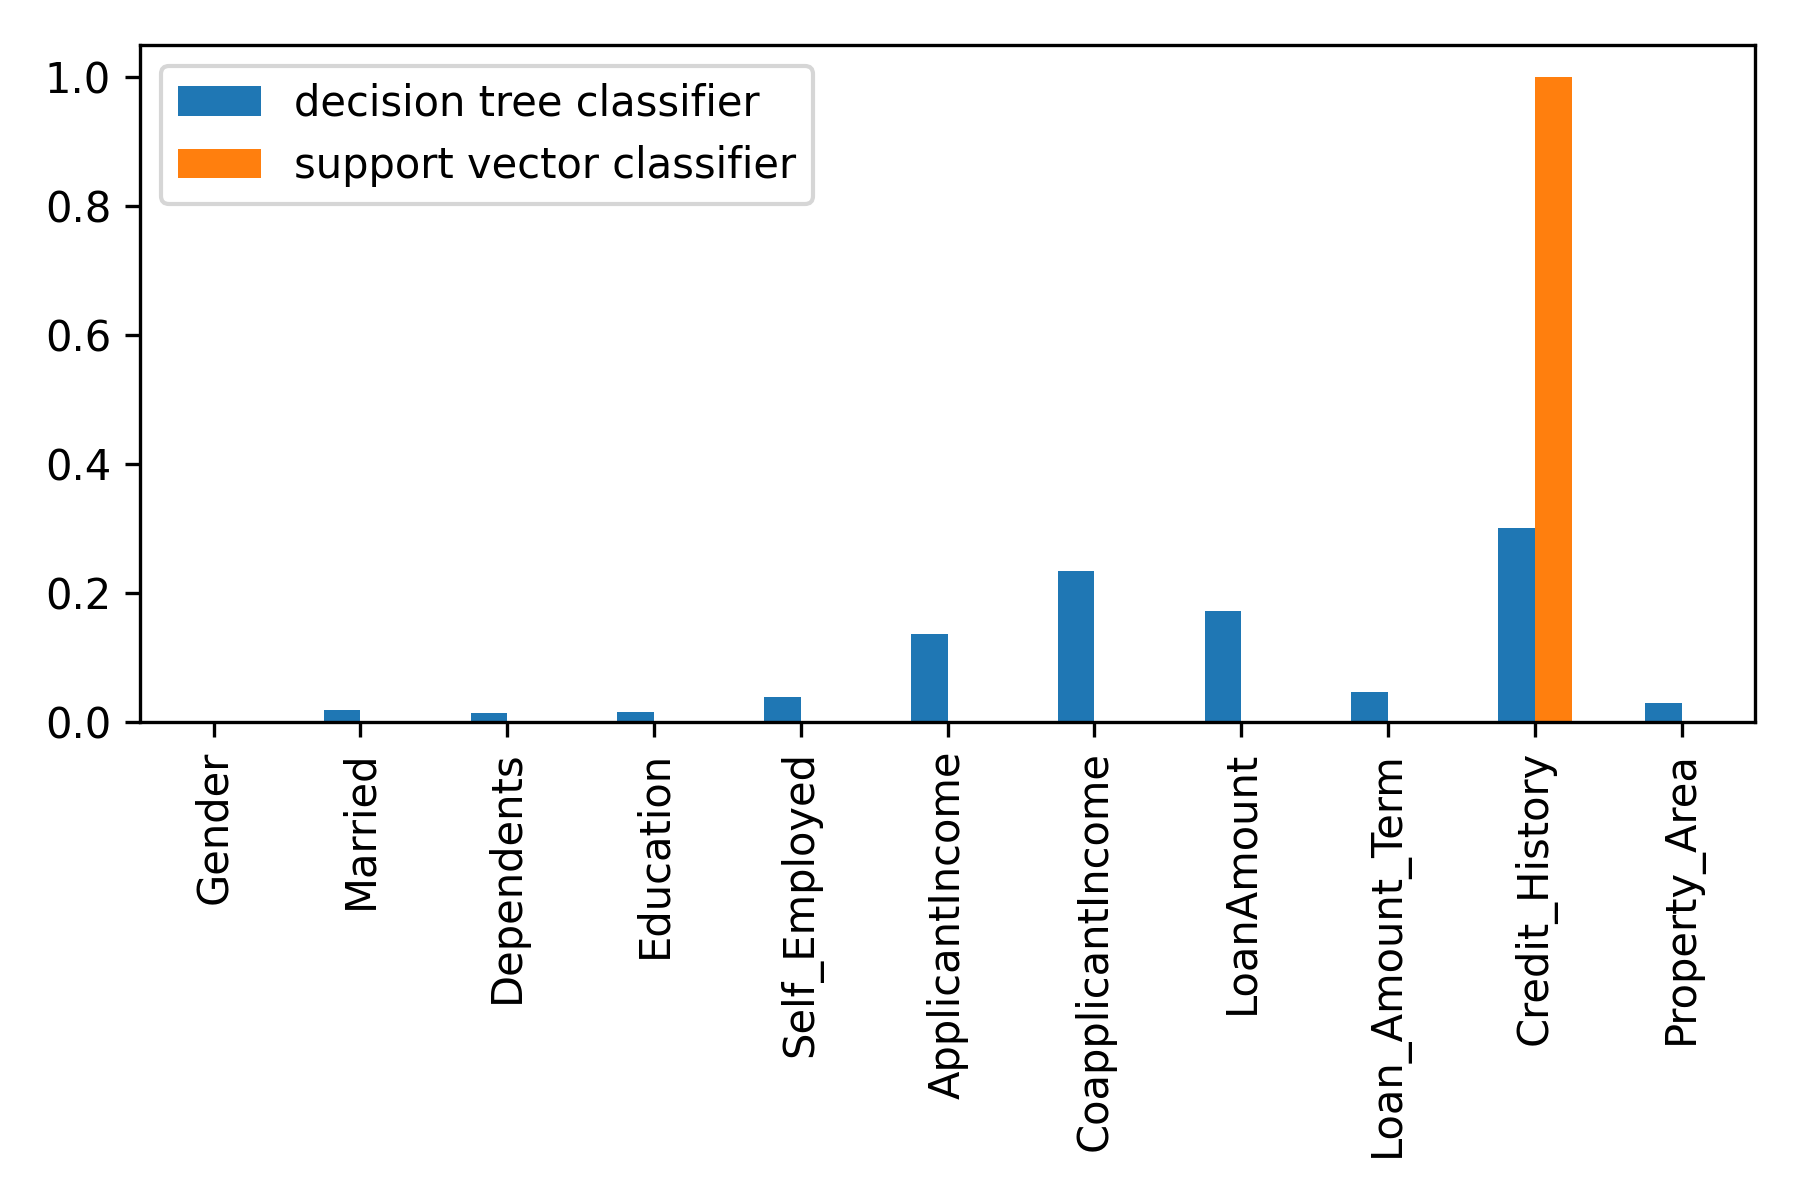 decision tree classifier
support vector classifier
1.0
0.8
0.6
0.4
0.2
0.0
Gender
Married
Dependents
Education
Self_Employed
ApplicantIncome
CoapplicantIncome
LoanAmount
Loan_Amount_Term
Credit_History
Property_Area